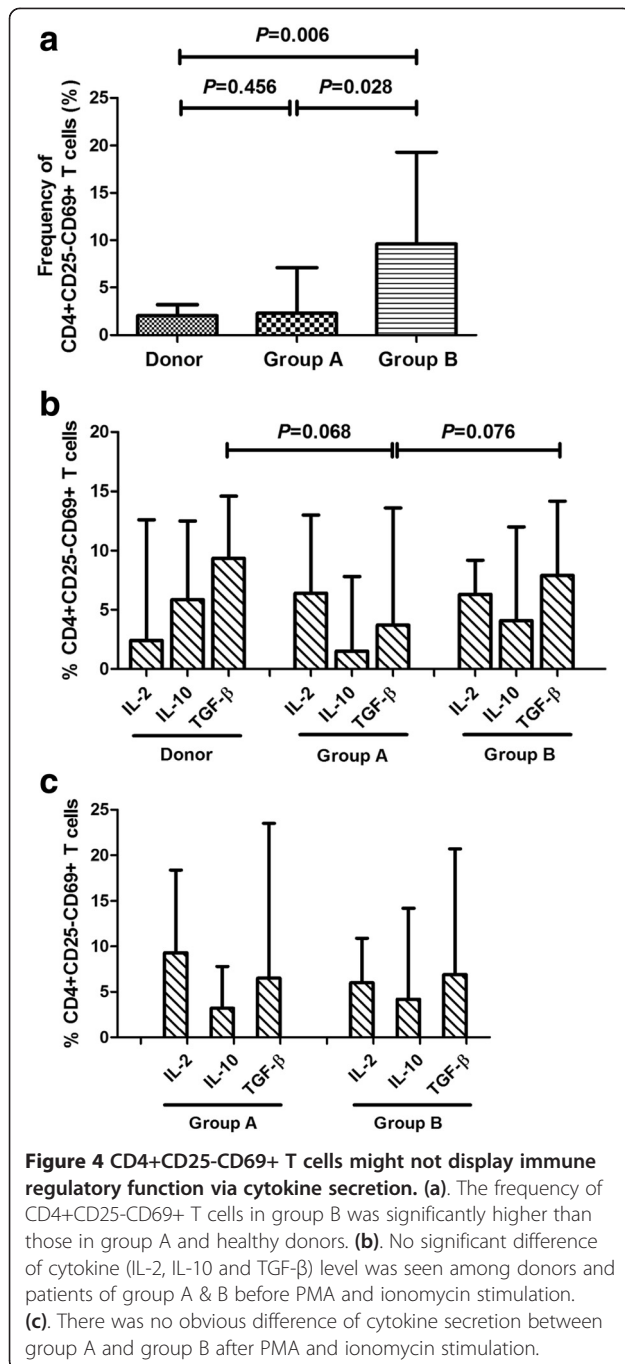 a
P=0.006
P=0.456 P=0.028
Frequency of
CD4+CD25-CD69+ T cells (%)
25
20
15
10
5
0
Donor Group A Group B
b
P=0.068 P=0.076
% CD4+CD25-CD69+ T cells
20
15
10
5
0
IL-2 IL-10 TGF-β IL-2 IL-10 TGF-β IL-2 IL-10 TGF-β
Donor Group A Group B
c
% CD4+CD25-CD69+ T cells
25
20
15
10
5
0
IL-2 IL-10 TGF-β IL-2 IL-10 TGF-β
Group A Group B
Figure 4 CD4+CD25-CD69+ T cells might not display immune
regulatory function via cytokine secretion. (a). The frequency of
CD4+CD25-CD69+ T cells in group B was significantly higher than
those in group A and healthy donors. (b). No significant difference
of cytokine (IL-2, IL-10 and TGF-β) level was seen among donors and
patients of group A & B before PMA and ionomycin stimulation.
(c). There was no obvious difference of cytokine secretion between
group A and group B after PMA and ionomycin stimulation.